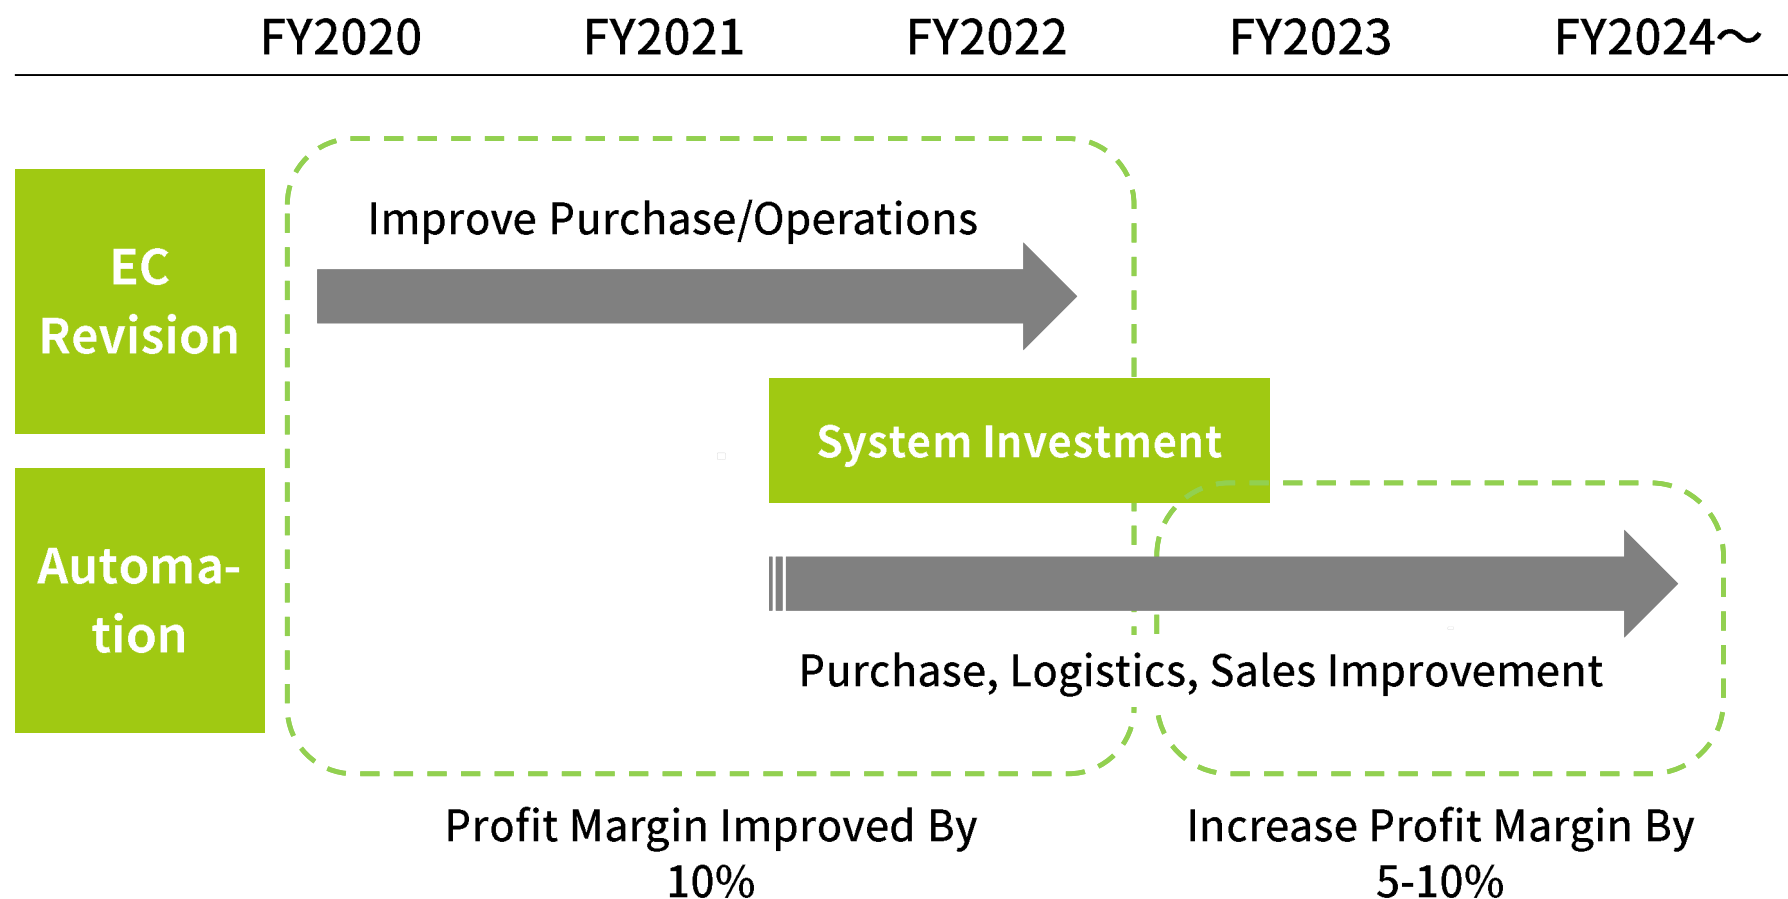 FY2020 FY2021 FY2022 FY2023 FY2024～
Improve Purchase/Operations
EC
Revision
System Investment
Automa-
tion
Purchase, Logistics, Sales Improvement
Profit Margin Improved By
10%
Increase Profit Margin By
5-10%